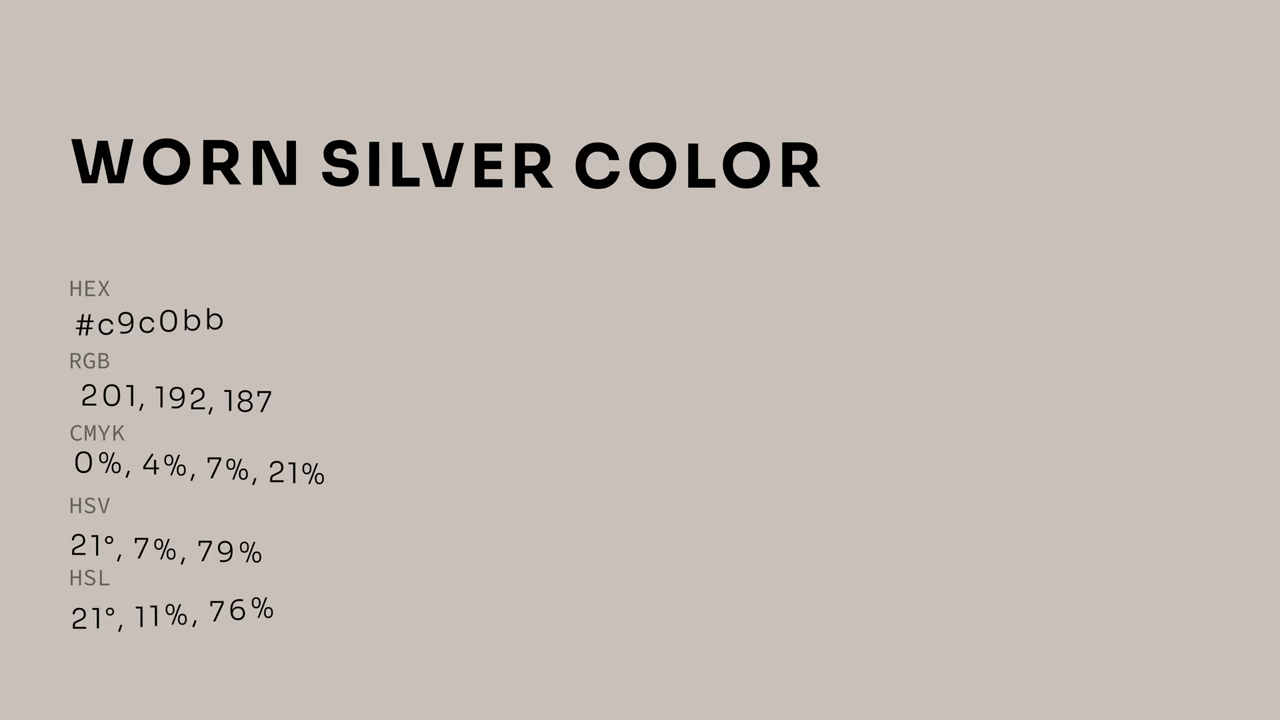 WORN SILVER COLOR
HEX
#c9c0bb
RGB
201, 192, 187
CMYK
0%, 4%, 7%, 21%
HSV
21°, 7%, 79%
HSL
21°, 11%, 76%